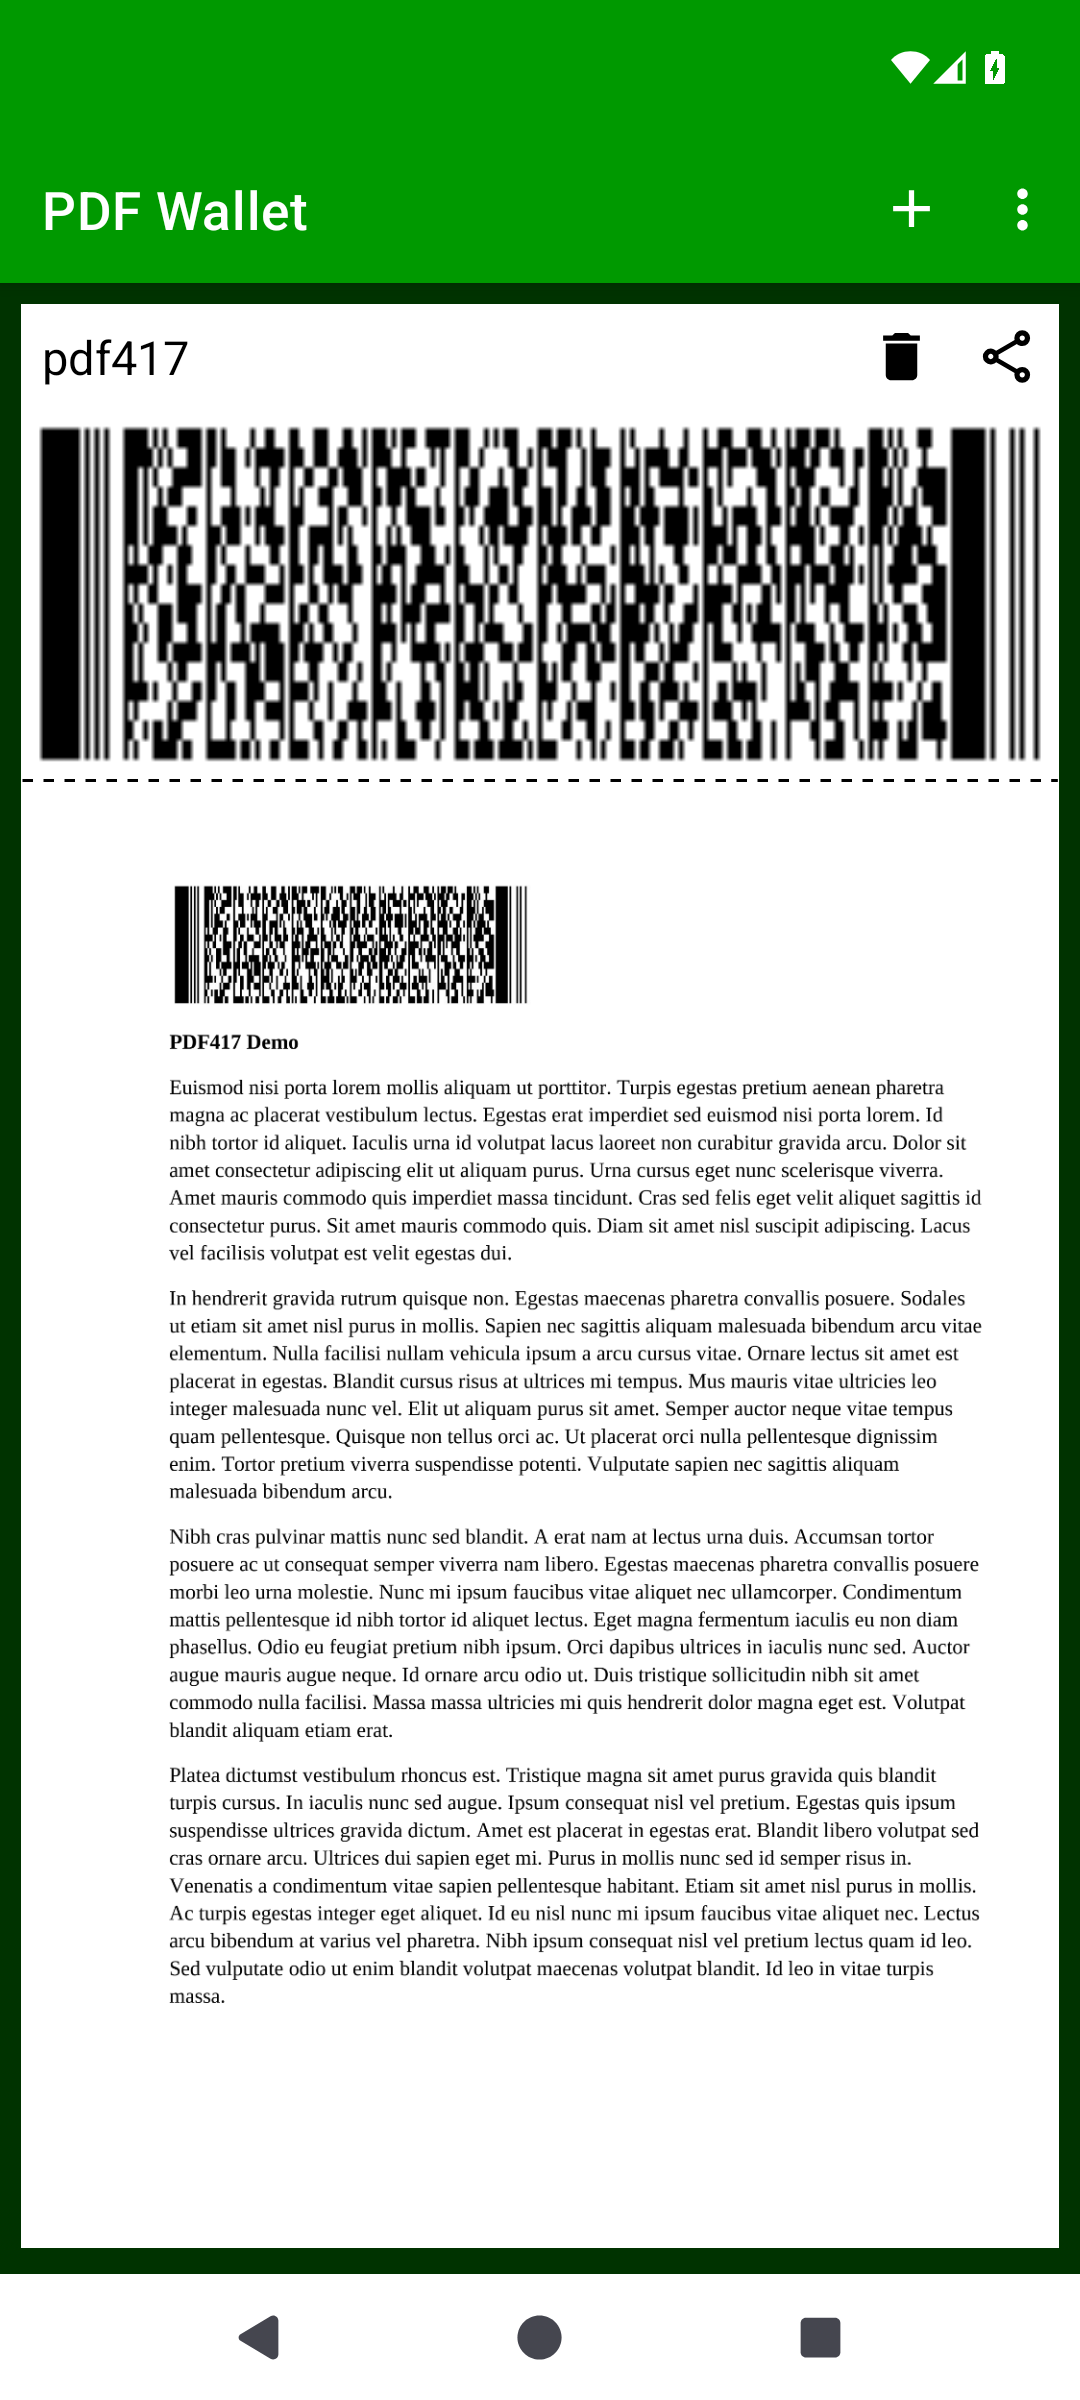 PDF Wallet
pdf417
PDF417 Demo
Euismod nisi porta lorem mollis aliquam ut porttitor. Turpis egestas pretium aenean pharetra
magna ac placerat vestibulum lectus. Egestas erat imperdiet sed euismod nisi porta lorem. Id
nibh tortor id aliquet. Iaculis urna id volutpat lacus laoreet non curabitur gravida arcu. Dolor sit
amet consectetur adipiscing elit ut aliquam purus. Urna cursus eget nunc scelerisque viverra.
Amet mauris commodo quis imperdiet massa tincidunt. Cras sed felis eget velit aliquet sagittis id
consectetur purus. Sit amet mauris commodo quis. Diam sit amet nisl suscipit adipiscing. Lacus
vel facilisis volutpat est velit egestas dui.
In hendrerit gravida rutrum quisque non. Egestas maecenas pharetra convallis posuere. Sodales
ut etiam sit amet nisl purus in mollis. Sapien nec sagittis aliquam malesuada bibendum arcu vitae
elementum. Nulla facilisi nullam vehicula ipsum a arcu cursus vitae. Ornare lectus sit amet est
placerat in egestas. Blandit cursus risus at ultrices mi tempus. Mus mauris vitae ultricies leo
integer malesuada nunc vel. Elit ut aliquam purus sit amet. Semper auctor neque vitae tempus
quam pellentesque. Quisque non tellus orci ac. Ut placerat orci nulla pellentesque dignissim
enim. Tortor pretium viverra suspendisse potenti. Vulputate sapien nec sagittis aliquam
malesuada bibendum arcu.
Nibh cras pulvinar mattis nunc sed blandit. A erat nam at lectus urna duis. Accumsan tortor
posuere ac ut consequat semper viverra nam libero. Egestas maecenas pharetra convallis posuere
morbi leo urna molestie. Nunc mi ipsum faucibus vitae aliquet nec ullamcorper. Condimentum
mattis pellentesque id nibh tortor id aliquet lectus. Eget magna fermentum iaculis eu non diam
phasellus. Odio eu feugiat pretium nibh ipsum. Orci dapibus ultrices in iaculis nunc sed. Auctor
augue mauris augue neque. Id ornare arcu odio ut. Duis tristique sollicitudin nibh sit amet
commodo nulla facilisi. Massa massa ultricies mi quis hendrerit dolor magna eget est. Volutpat
blandit aliquam etiam erat.
Platea dictumst vestibulum rhoncus est. Tristique magna sit amet purus gravida quis blandit
turpis cursus. In iaculis nunc sed augue. Ipsum consequat nisl vel pretium. Egestas quis ipsum
suspendisse ultrices gravida dictum. Amet est placerat in egestas erat. Blandit libero volutpat sed
cras ornare arcu. Ultrices dui sapien eget mi. Purus in mollis nunc sed id semper risus in.
Venenatis a condimentum vitae sapien pellentesque habitant. Etiam sit amet nisl purus in mollis.
Ac turpis egestas integer eget aliquet. Id eu nisl nunc mi ipsum faucibus vitae aliquet nec. Lectus
arcu bibendum at varius vel pharetra. Nibh ipsum consequat nisl vel pretium lectus quam id leo.
Sed vulputate odio ut enim blandit volutpat maecenas volutpat blandit. Id leo in vitae turpis
massa.